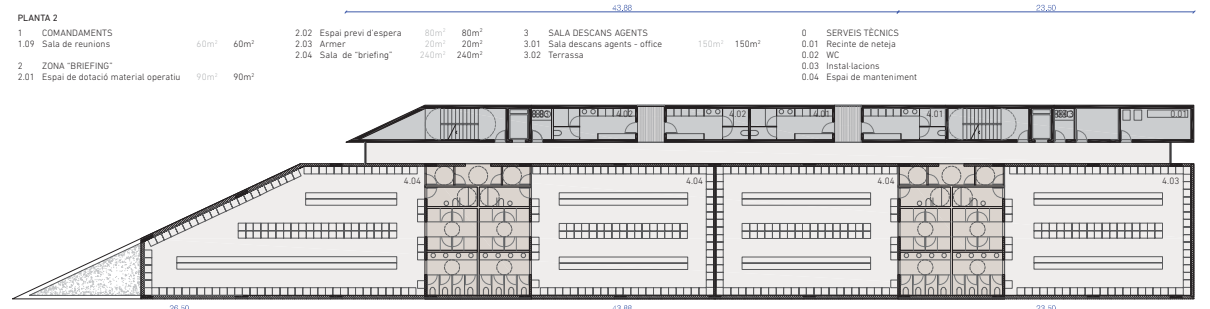 43,88
23,50
PLANTA 2
1 COMANDAMENTS
1.09 Sala de reunions 60m² 60m²
2 ZONA "BRIEFING"
2.01 Espai de dotació material operatiu 90m² 90m²
2.02 Espai previ d'espera 80m² 80m²
2.03 Armer 20m² 20m²
2.04 Sala de "briefing" 240m² 240m²
3 SALA DESCANS AGENTS
3.01 Sala descans agents - office 150m² 150m²
3.02 Terrassa
0 SERVEIS TÈCNICS
0.01 Recinte de neteja
0.02 WC
0.03 Instal·lacions
0.04 Espai de manteniment
4.02 4.02 4.01 4.01 0.01
4.04 4.04 4.04 4.03
26,50 43,88 23,50